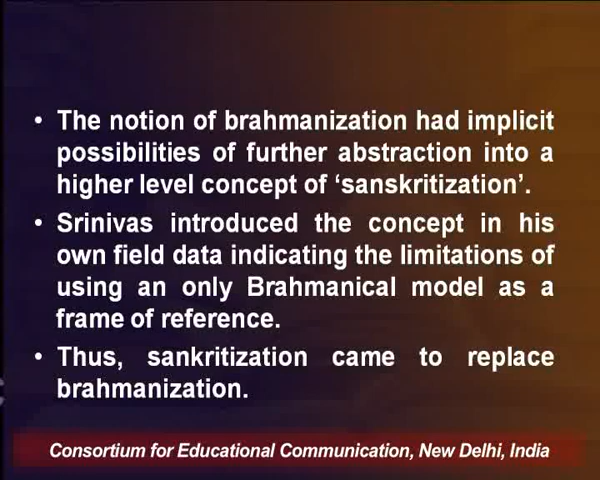 • The notion of brahmanization had implicit
possibilities of further abstraction into a
higher level concept of ‘sanskritization’.
• Srinivas introduced the concept in his
own field data indicating the limitations of
using an only Brahmanical model as a
frame of reference.
• Thus, sankritization came to replace
brahmanization.
Consortium for Educational Communication, New Delhi, India